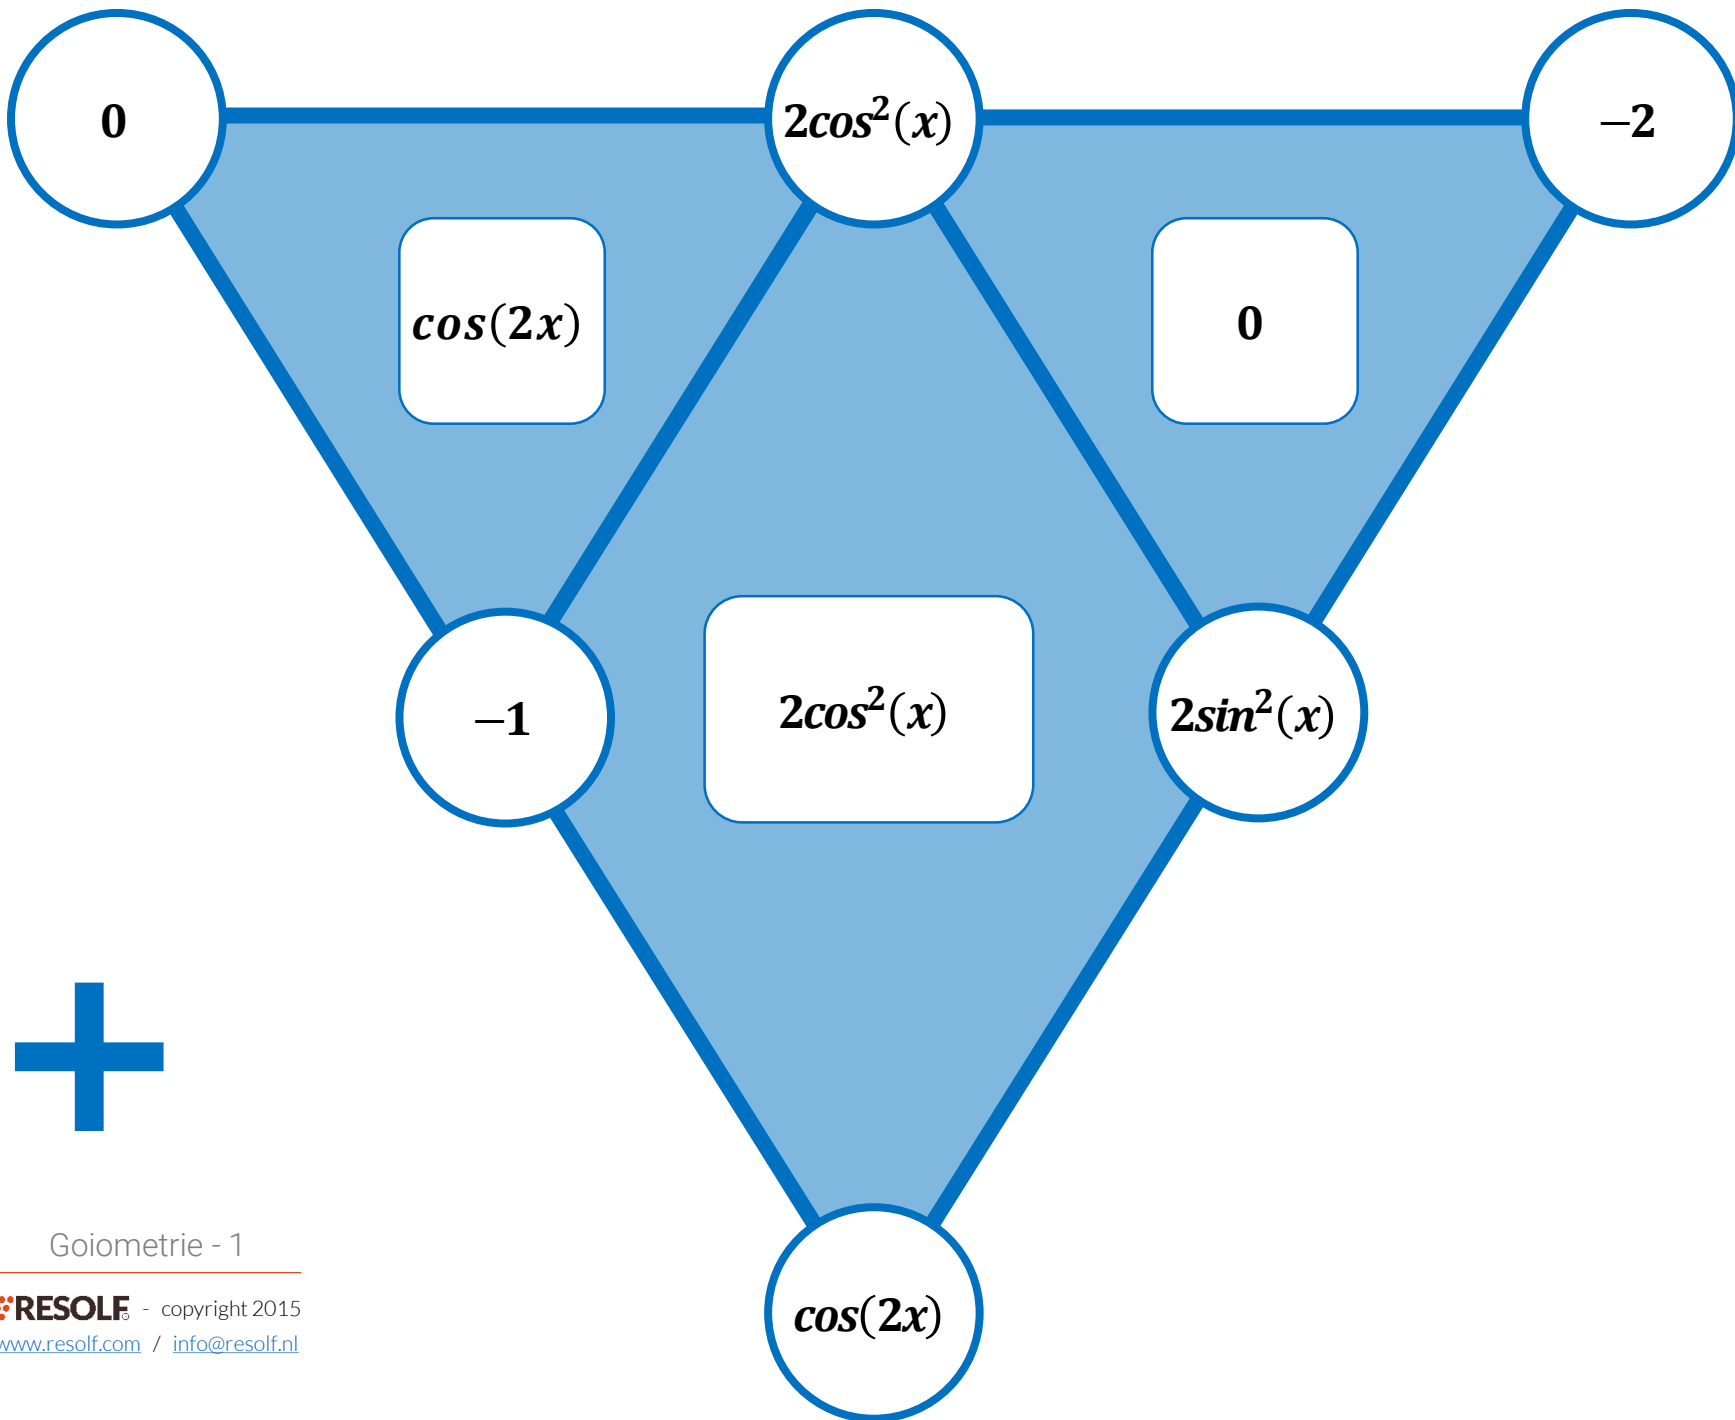 0
2cos²(x)
−2
cos(2x)
0
−1
2cos²(x)
2sin²(x)
cos(2x)
Goiometrie - 1
RESOLF - copyright 2015
www.resolf.com / info@resolf.nl